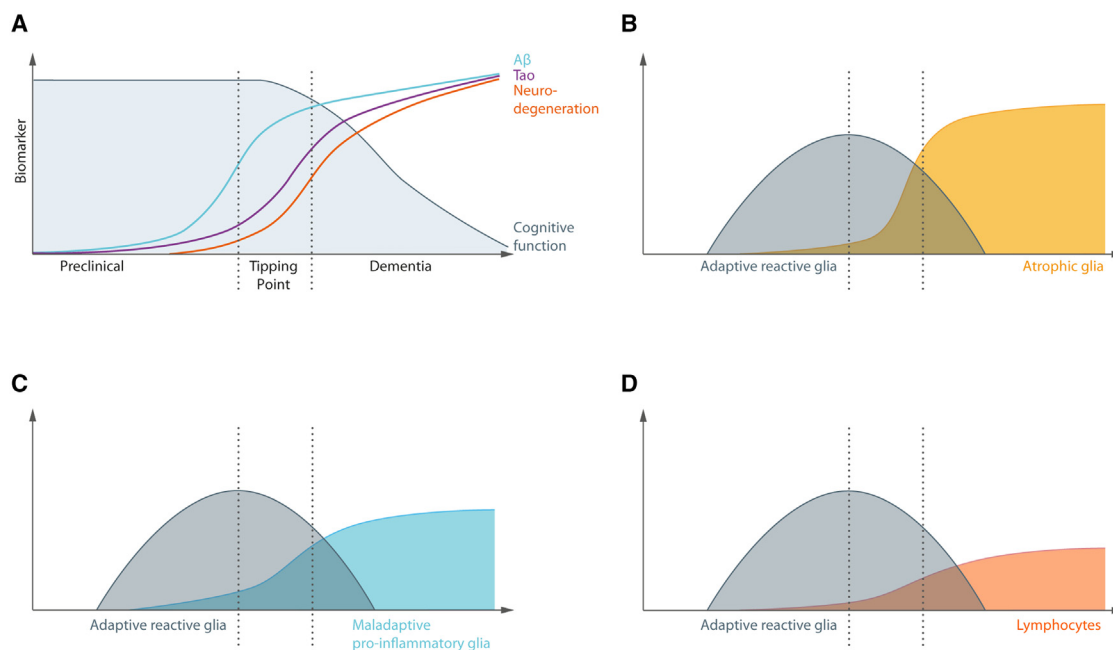 A
Biomarker
Aβ
Tao
Neuro-
degeneration
Cognitive
function
Preclinical
Tipping
Point
Dementia
B
Adaptive reactive glia
Atrophic glia
C
Adaptive reactive glia
Maladaptive
pro-inflammatory glia
D
Adaptive reactive glia
Lymphocytes